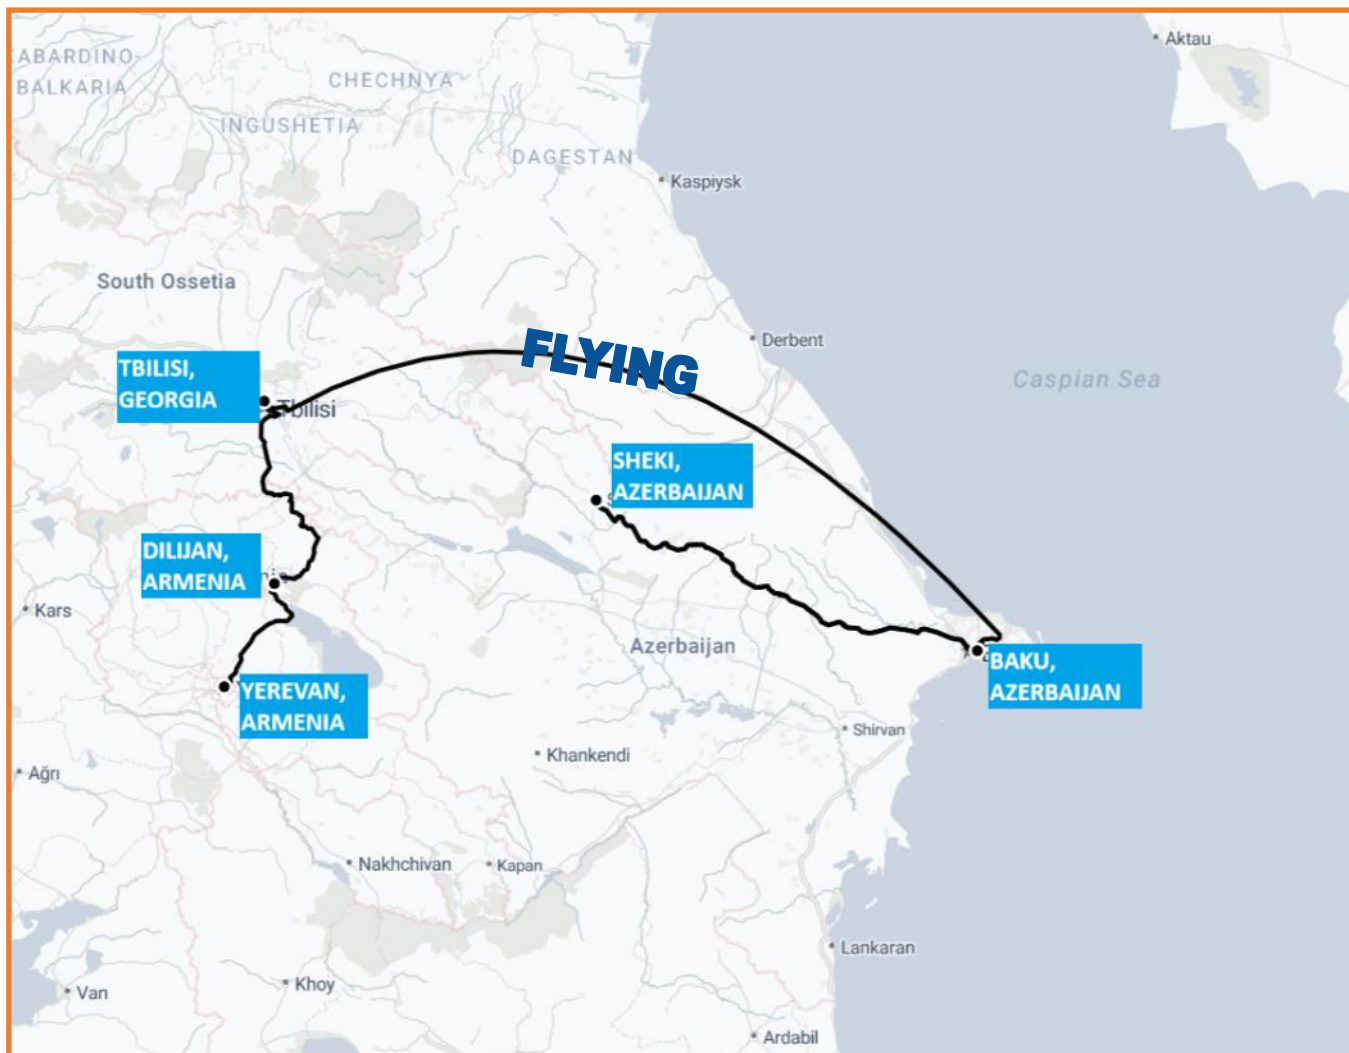 Aktau
KABARDINO-
BALKARIA
CHECHNYA
INGUSHETIA
DAGESTAN
Kaspiysk
South Ossetia
Derbent
FLYING
TBILISI,
GEORGIA
Tbilisi
Caspian Sea
SHEKI,
AZERBAIJAN
DILIJAN,
ARMENIA
Kars
Azerbaijan
BAKU,
AZERBAIJAN
YEREVAN,
ARMENIA
Shirvan
Khankendi
Ağrı
Nakhchivan
Kapan
Lankaran
Khoy
Van
Ardabil